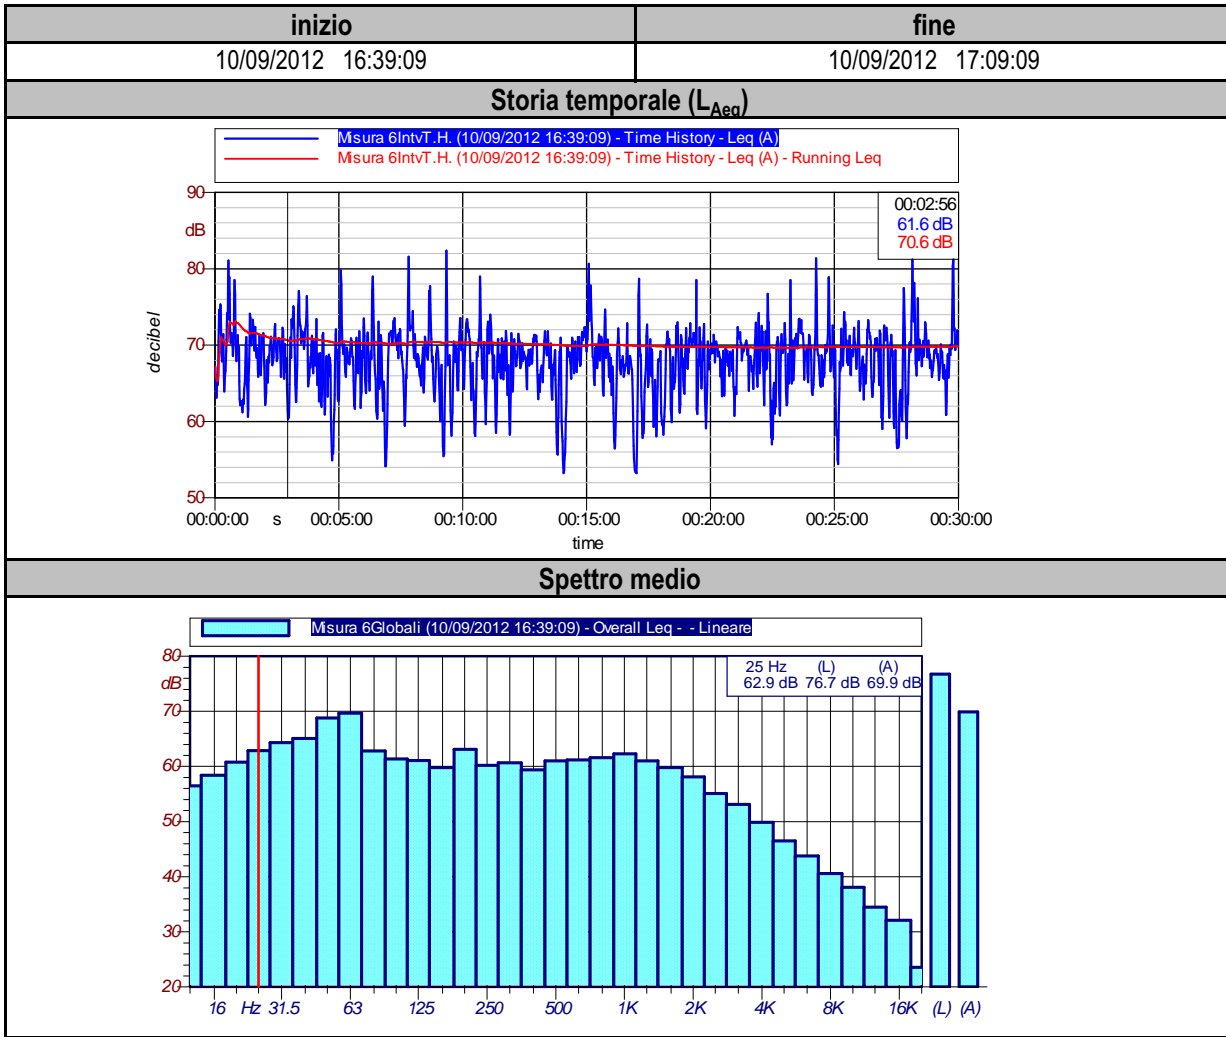 inizio fine
10/09/2012 16:39:09 10/09/2012 17:09:09
Storia temporale (LAeq)
Misura 6IntvT.H. (10/09/2012 16:39:09) - Time History - Leq (A)
Misura 6IntvT.H. (10/09/2012 16:39:09) - Time History - Leq (A) - Running Leq
90
dB
80
70
60
50
decibel
00:02:56
61.6 dB
70.6 dB
00:00:00 s 00:05:00 00:10:00 00:15:00 00:20:00 00:25:00 00:30:00
time
Spettro medio
Misura 6Globali (10/09/2012 16:39:09) - Overall Leq - - Lineare
80
dB
70
60
50
40
30
20
25 Hz (L) (A)
62.9 dB 76.7 dB 69.9 dB
16 Hz 31.5 63 125 250 500 1K 2K 4K 8K 16K (L) (A)